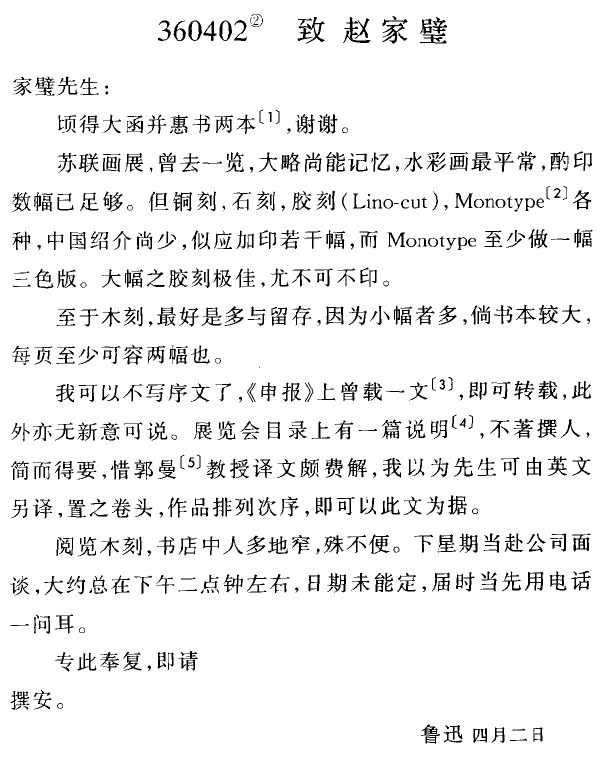 360402② 致赵家璧
家璧先生：
顷得大函并惠书两本〔1〕，谢谢。
苏联画展，曾去一览，大略尚能记忆，水彩画最平常，酌印
数幅已足够。但铜刻，石刻，胶刻（Lino-cut），Monotype〔2〕各
种，中国绍介尚少，似应加印若干幅，而 Monotype 至少做一幅
三色版。大幅之胶刻极佳，尤不可不印。
至于木刻，最好是多与留存，因为小幅者多，倘书本较大，
每页至少可容两幅也。
我可以不写序文了，《申报》上曾载一文〔3〕，即可转载，此
外亦无新意可说。展览会目录上有一篇说明〔4〕，不著撰人，
简而得要，惜郭曼〔5〕教授译文颇费解，我以为先生可由英文
另译，置之卷头，作品排列次序，即可以此文为据。
阅览木刻，书店中人多地窄，殊不便。下星期当赴公司面
谈，大约总在下午二点钟左右，日期未能定，届时当先用电话
一问耳。
专此奉复，即请
撰安。
鲁迅 四月二日